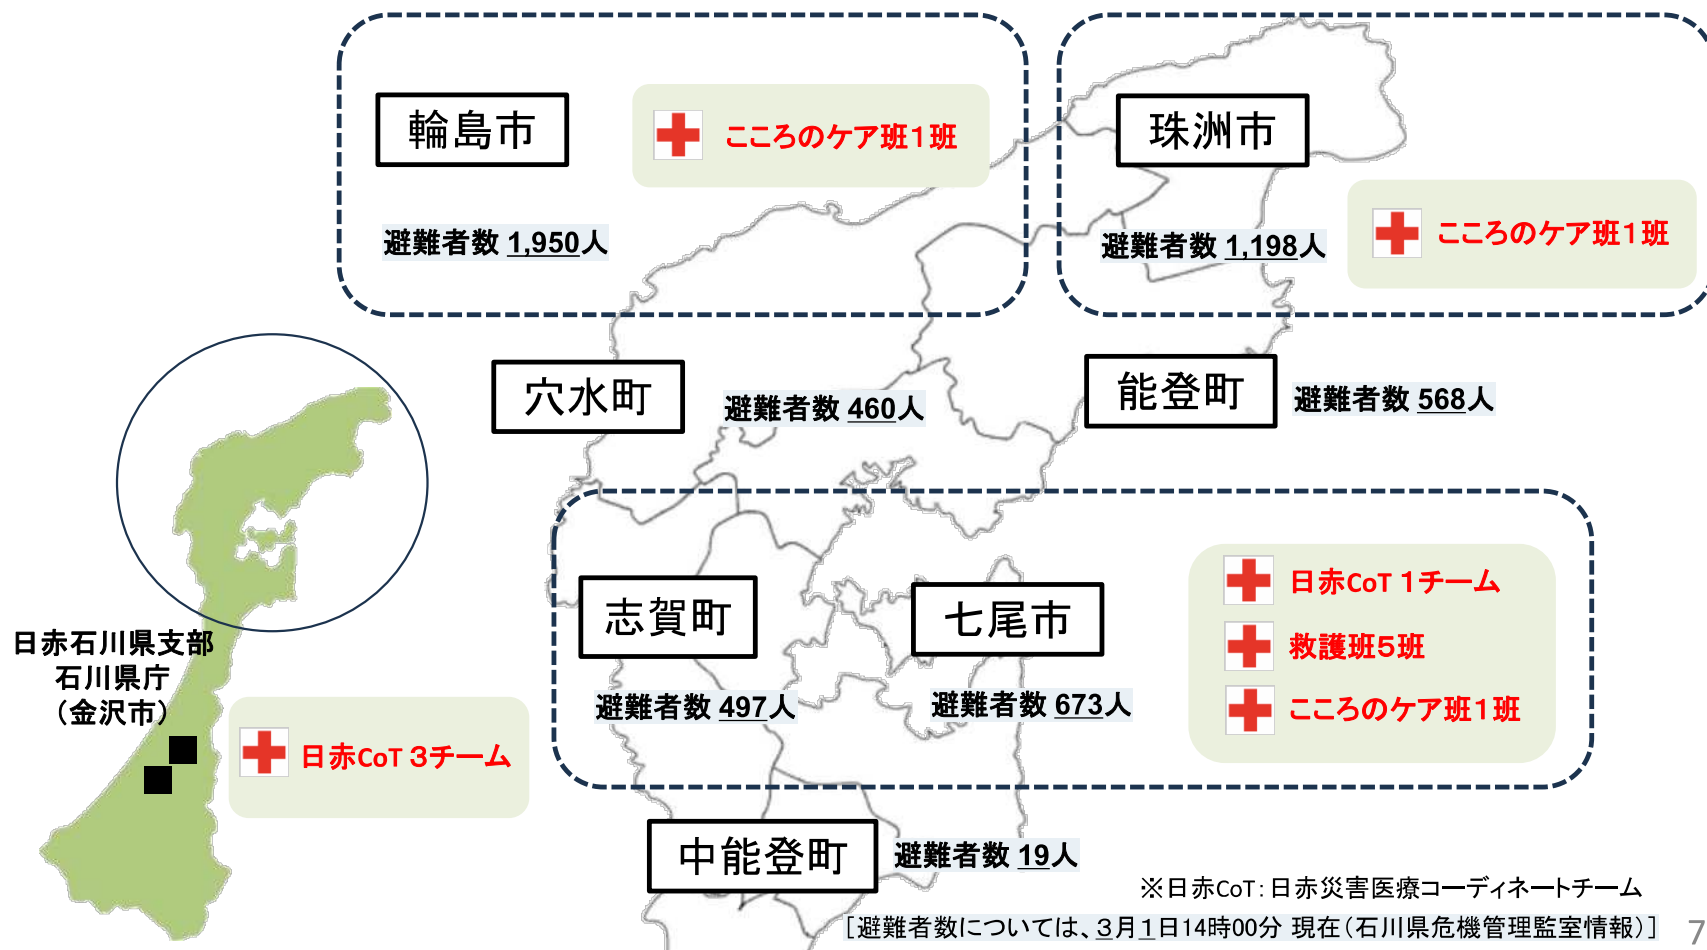 輪島市
こころのケア班1班
避難者数 1,950人
珠洲市
こころのケア班1班
避難者数 1,198人
穴水町
避難者数 460人
能登町
避難者数 568人
日赤石川県支部
石川県庁
（金沢市）
日赤CoT 3チーム
志賀町
避難者数 497人
七尾市
避難者数 673人
日赤CoT 1チーム
救護班5班
こころのケア班1班
中能登町
避難者数 19人
※日赤CoT：日赤災害医療コーディネートチーム
［避難者数については、3月1日14時00分 現在（石川県危機管理監室情報）］
7